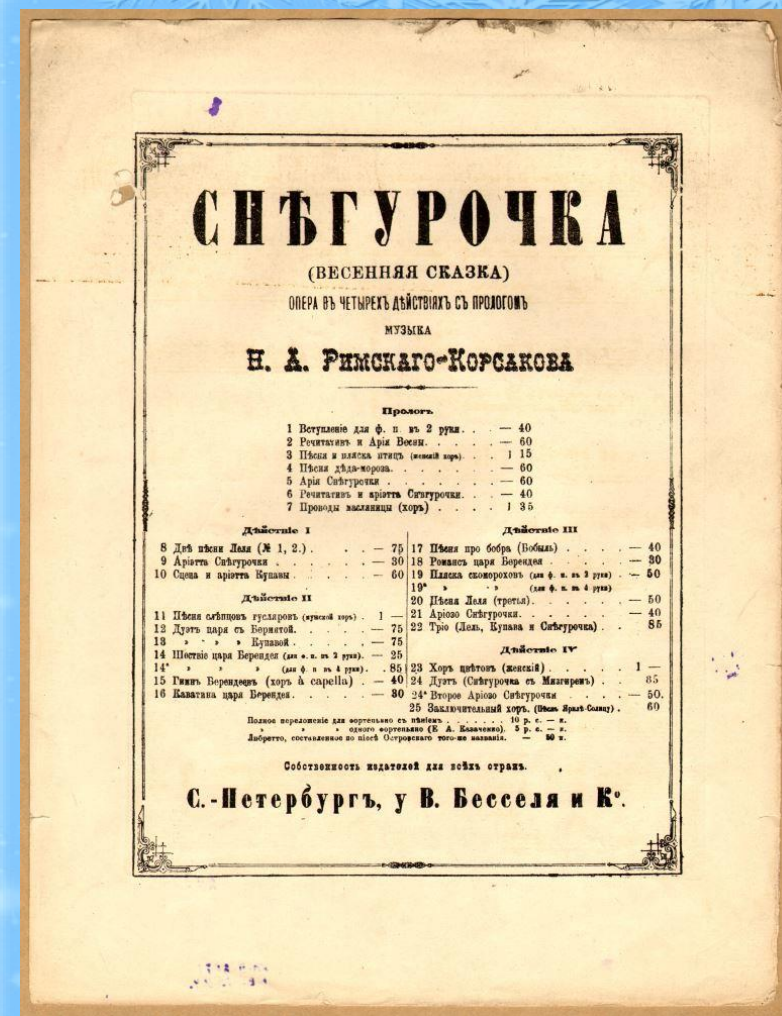 СНѢГУРОЧКА
(ВЕСЕННЯЯ СКАЗКА)
ОПЕРА ВЪ ЧЕТЫРЕХЪ ДѢЙСТВІЯХЪ СЪ ПРОЛОГОМЪ
МУЗЫКА
Н. А. РИМСКАГО-КОРСАКОВА
Прологъ
1 Вступленіе для ф. п. въ 2 руки. . . — 40
2 Речитативъ и Арія Весны. . . . . — 60
3 Пѣсня и пляска птицъ (женскій хоръ). . . 1 15
4 Пѣсня дѣда-мороза. . . . . . . — 60
5 Арія Снѣгурочки . . . . . . . — 60
6 Речитативъ и аріэтта Снѣгурочки. . . — 40
7 Проводы масляницы (хоръ) . . . . 1 35
Дѣйствіе I
8 Двѣ пѣсни Леля (№ 1, 2.) . . . . — 75
9 Аріэтта Снѣгурочки . . . . . — 30
10 Сцена и аріэтта Купавы . . . . — 60
Дѣйствіе II
11 Пѣсня слѣпцовъ гусляровъ (мужской хоръ) . 1 —
12 Дуэтъ царя съ Бермятой. . . . . — 75
13 » » » Купавой . . . . . — 75
14 Шествіе царя Берендея (для ф. п. въ 2 руки). — 25
14* » » » (для ф. п. въ 4 руки). . 85
15 Гимнъ Берендеевъ (хоръ à capella) . — 40
16 Каватина царя Берендея. . . . . — 30
Дѣйствіе III
17 Пѣсня про бобра (Бобыль) . . . . — 40
18 Романсъ царя Берендея . . . . — 30
19 Пляска скомороховъ (для ф. п. въ 2 руки) . — 50
19* » » » (для ф. п. въ 4 руки)
20 Пѣсня Леля (третья). . . . . . — 50
21 Аріозо Снѣгурочки. . . . . . . — 40
22 Тріо (Лель, Купава и Снѣгурочка) . . 85
Дѣйствіе IV
23 Хоръ цвѣтовъ (женскій) . . . . . 1 —
24 Дуэтъ (Снѣгурочка съ Мизгиремъ) . . 85
24* Второе Аріозо Снѣгурочки . . . — 50.
25 Заключительный хоръ. (Пѣснь Ярилѣ-Солнцу) . 60
Полное переложеніе для фортепьяно съ пѣніемъ . . . . . . . 10 р. с. — к.
» » » одного фортепьяно (Е. А. Казаченко). 5 р. с. — к.
Либретто, составленное по піесѣ Островскаго того-же названія. — 50 к.
Собственность издателей для всѣхъ странъ.
С.-Петербургъ, у В. Бесселя и Ко.